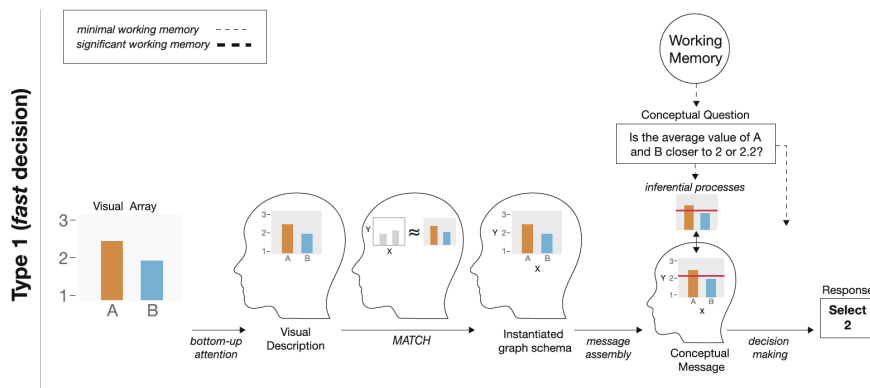 minimal working memory
significant working memory
Type 1 (fast decision)
Visual Array
3
2
1
A B
bottom-up
attention
3
2
1
A B
Visual
Description
Y
X
≈
MATCH
3
Y 2
1
A B
X
Instantiated
graph schema
message
assembly
Working
Memory
Conceptual Question
Is the average value of A
and B closer to 2 or 2.2?
inferential processes
3
Y 2
1
A B
X
Conceptual
Message
decision
making
Response
Select
2